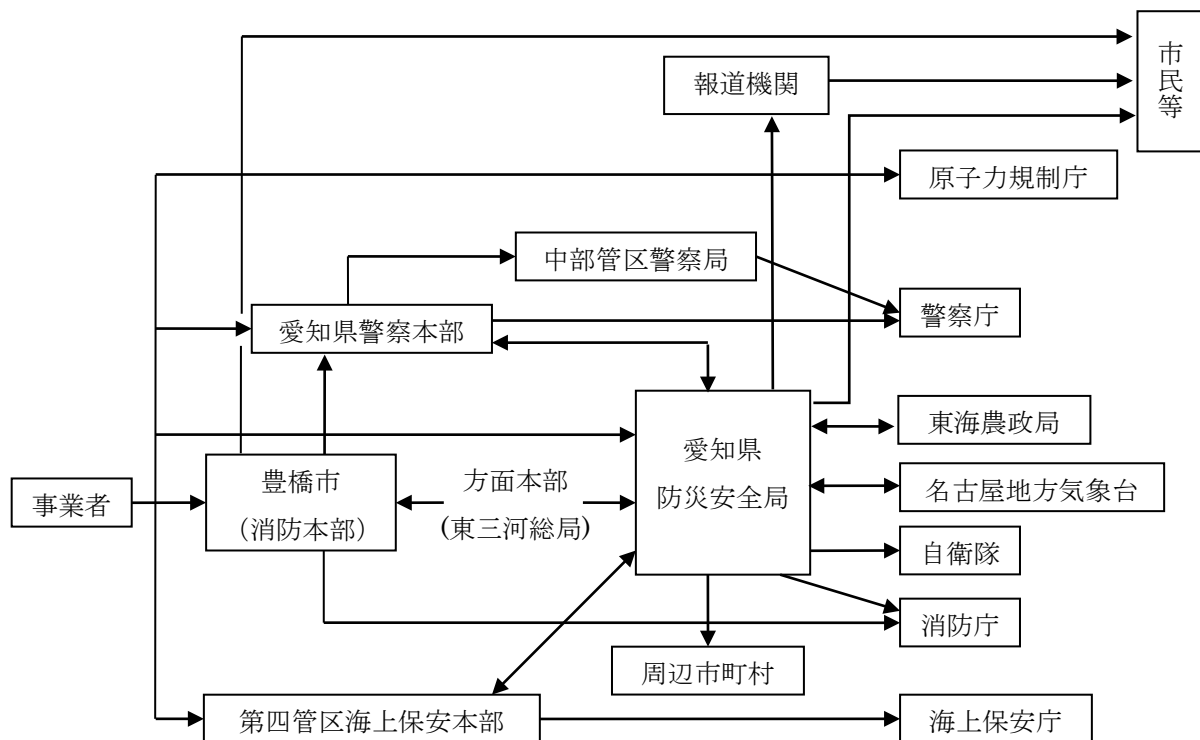 市民等
報道機関
原子力規制庁
中部管区警察局
警察庁
愛知県警察本部
東海農政局
愛知県
防災安全局
豊橋市
（消防本部）
方面本部
(東三河総局)
名古屋地方気象台
事業者
自衛隊
消防庁
周辺市町村
第四管区海上保安本部
海上保安庁